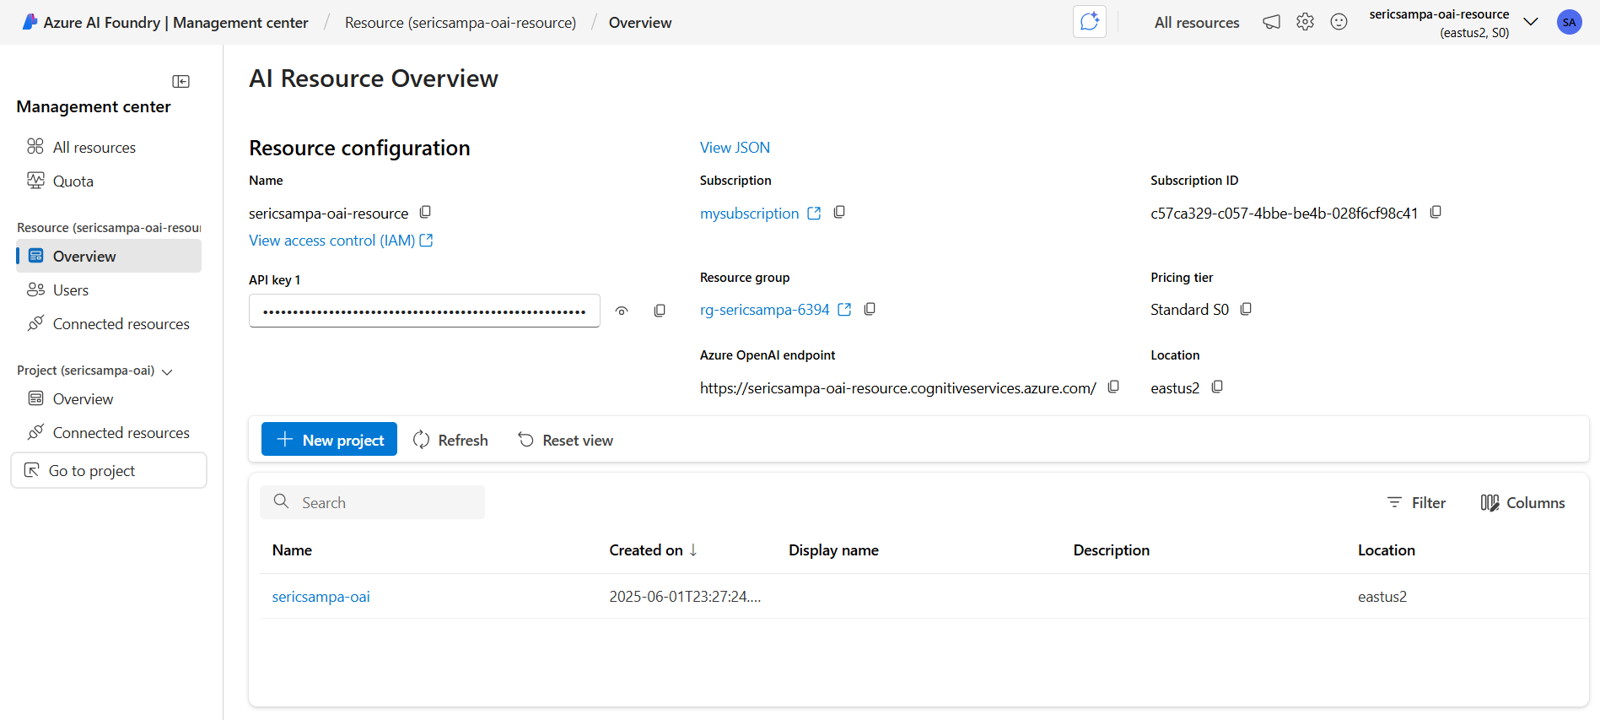 Azure AI Foundry | Management center / Resource (sericsampa-oai-resource) / Overview
All resources
sericsampa-oai-resource
(eastus2, S0)
SA
Management center
All resources
Quota
Resource (sericsampa-oai-resour
Overview
Users
Connected resources
Project (sericsampa-oai)
Overview
Connected resources
Go to project
AI Resource Overview
Resource configuration
View JSON
Name
sericsampa-oai-resource
View access control (IAM)
Subscription
mysubscription
Subscription ID
c57ca329-c057-4bbe-be4b-028f6cf98c41
API key 1
••••••••••••••••••••••••••••••••••••••••••••••••••••••
Resource group
rg-sericsampa-6394
Pricing tier
Standard S0
Azure OpenAI endpoint
https://sericsampa-oai-resource.cognitiveservices.azure.com/
Location
eastus2
New project
Refresh
Reset view
Search
Filter
Columns
Name Created on ↓ Display name Description Location
sericsampa-oai 2025-06-01T23:27:24.... eastus2